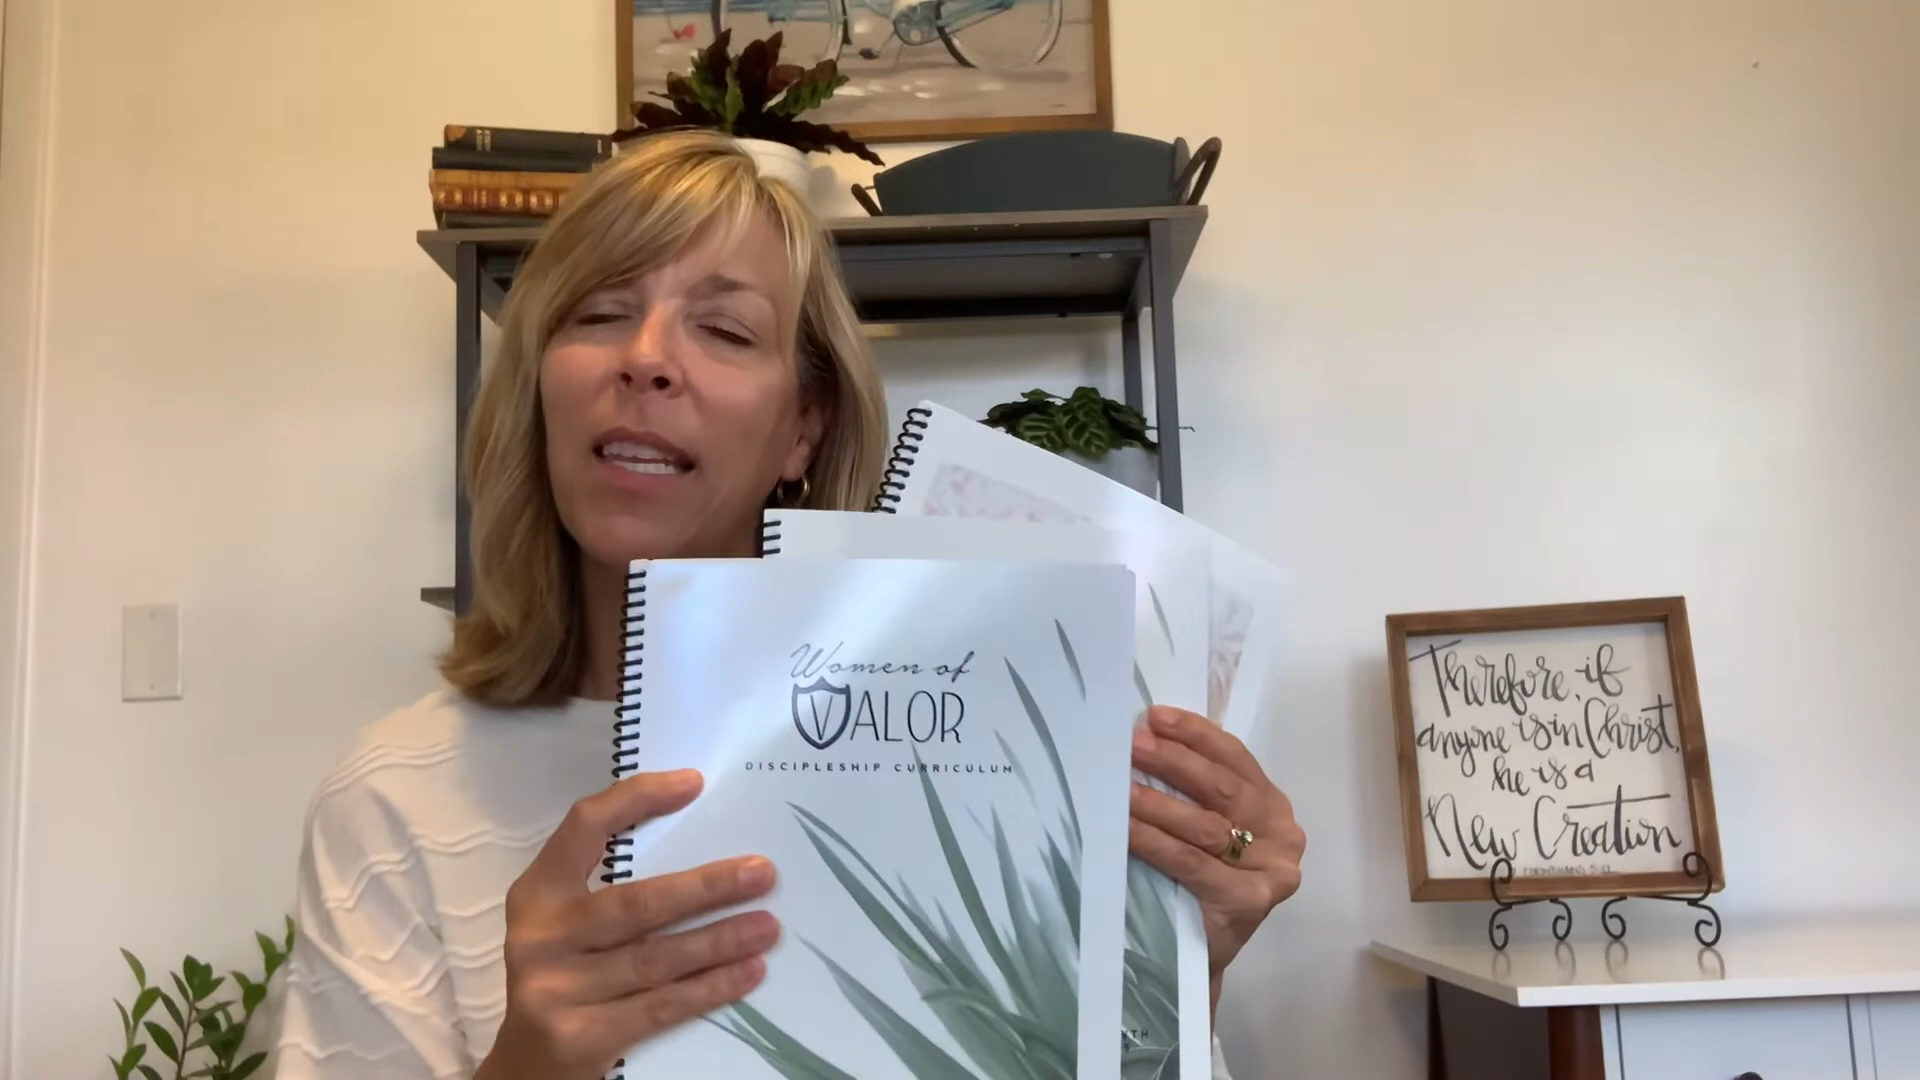 Women of
VALOR
DISCIPLESHIP CURRICULUM
Therefore, if
anyone is in Christ,
he is a
New Creation